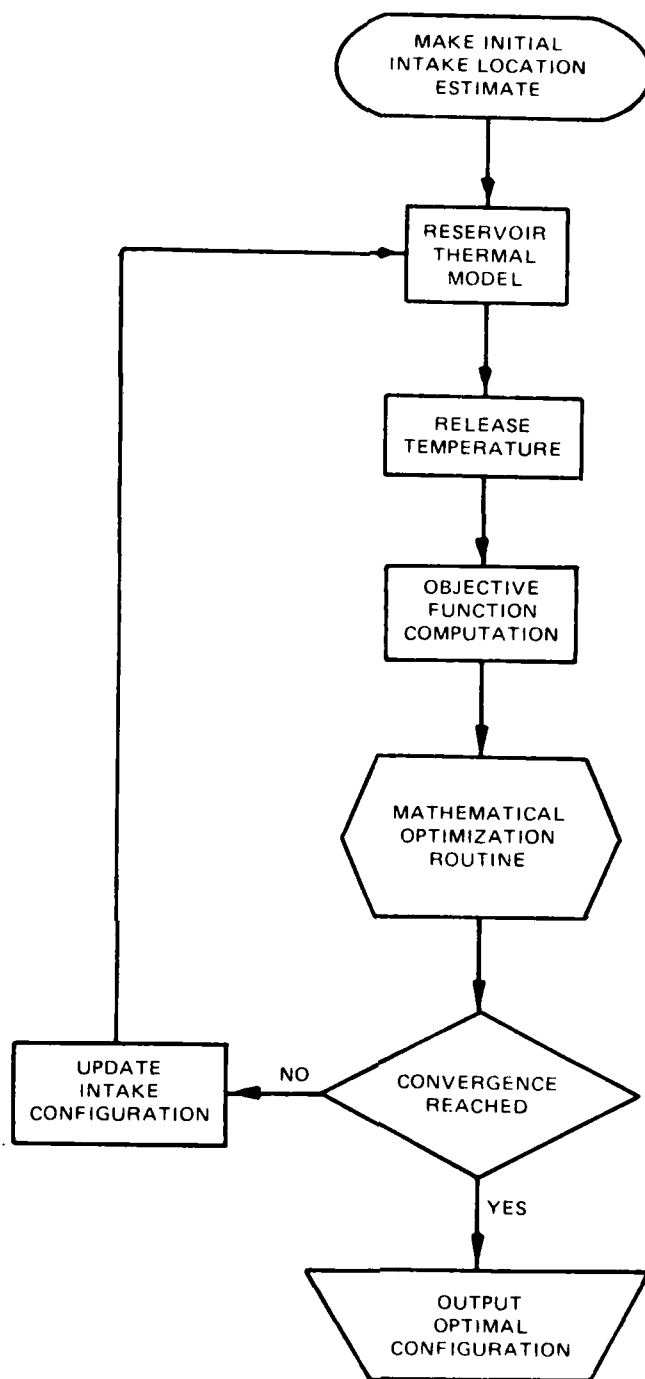 MAKE INITIAL
INTAKE LOCATION
ESTIMATE
RESERVOIR
THERMAL
MODEL
RELEASE
TEMPERATURE
OBJECTIVE
FUNCTION
COMPUTATION
MATHEMATICAL
OPTIMIZATION
ROUTINE
CONVERGENCE
REACHED
NO
UPDATE
INTAKE
CONFIGURATION
YES
OUTPUT
OPTIMAL
CONFIGURATION